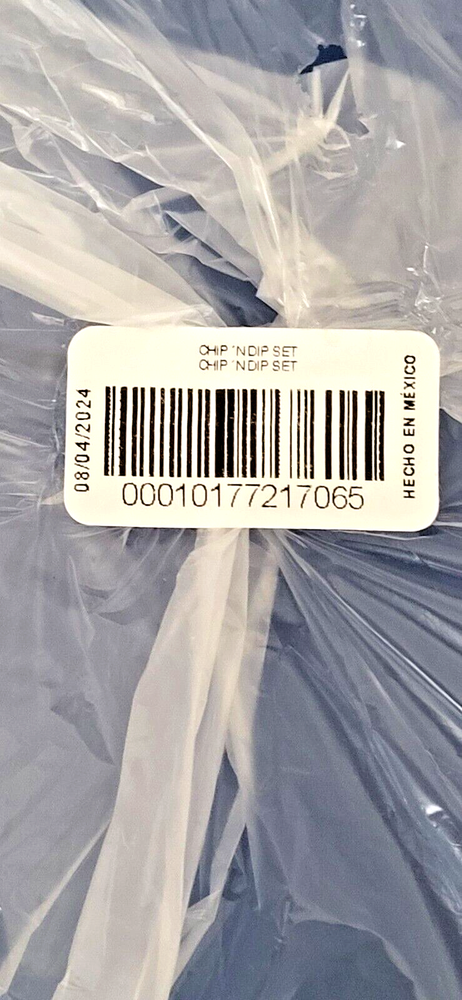 CHIP 'N DIP SET
CHIP 'N DIP SET
08/04/2024
HECHO EN MÉXICO
00010177217065